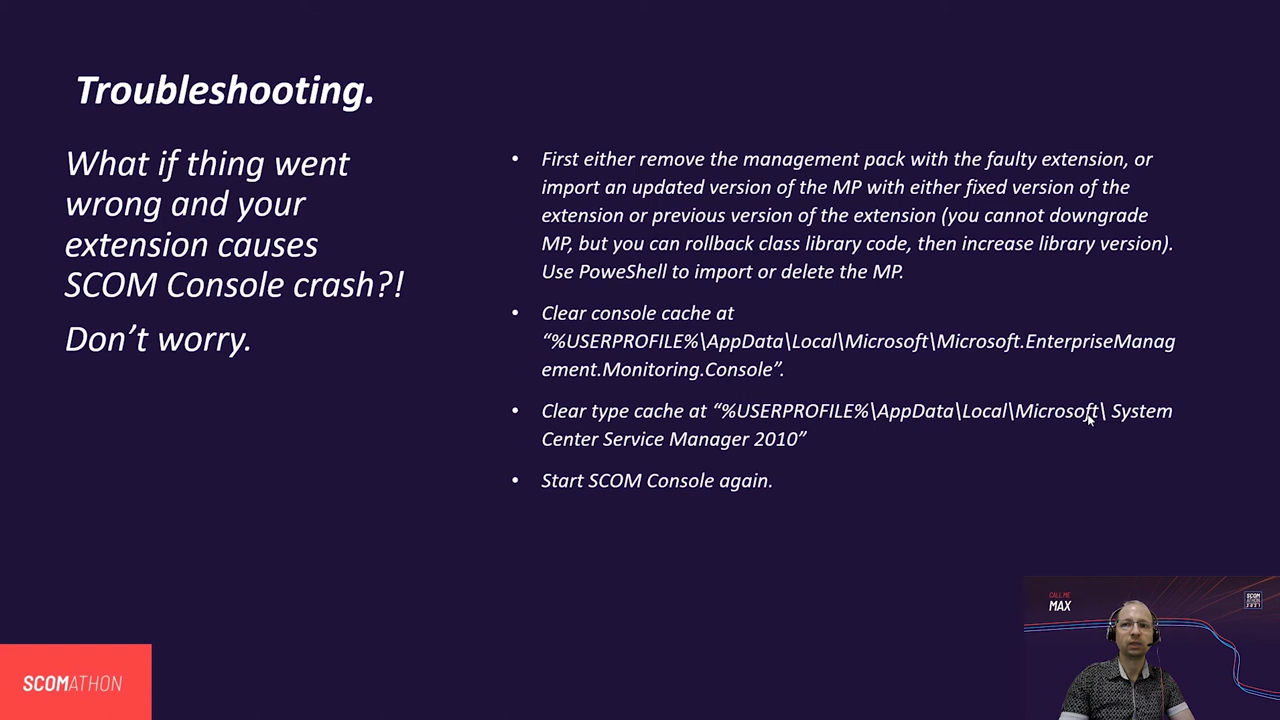 Troubleshooting.
What if thing went
wrong and your
extension causes
SCOM Console crash?!
Don’t worry.
• First either remove the management pack with the faulty extension, or
import an updated version of the MP with either fixed version of the
extension or previous version of the extension (you cannot downgrade
MP, but you can rollback class library code, then increase library version).
Use PoweShell to import or delete the MP.
• Clear console cache at
“%USERPROFILE%\AppData\Local\Microsoft\Microsoft.EnterpriseManag
ement.Monitoring.Console”.
• Clear type cache at “%USERPROFILE%\AppData\Local\Microsoft\ System
Center Service Manager 2010”
• Start SCOM Console again.
CALL ME
MAX
SCOM
ATHON
2021
SCOMATHON